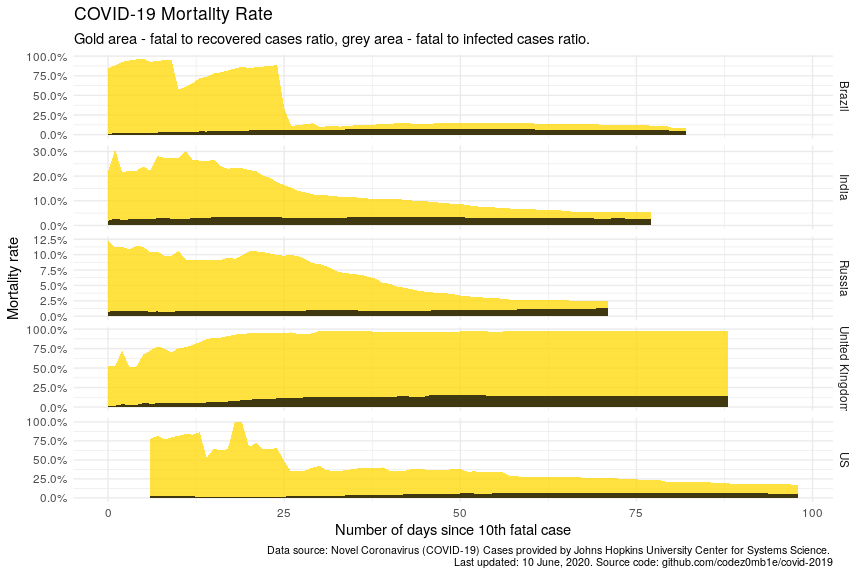 COVID-19 Mortality Rate
Gold area - fatal to recovered cases ratio, grey area - fatal to infected cases ratio.
Mortality rate
100.0%
75.0%
50.0%
25.0%
0.0%
Brazil
30.0%
20.0%
10.0%
0.0%
India
12.5%
10.0%
7.5%
5.0%
2.5%
0.0%
Russia
100.0%
75.0%
50.0%
25.0%
0.0%
United Kingdom
100.0%
75.0%
50.0%
25.0%
0.0%
US
0 25 50 75 100
Number of days since 10th fatal case
Data source: Novel Coronavirus (COVID-19) Cases provided by Johns Hopkins University Center for Systems Science.
Last updated: 10 June, 2020. Source code: github.com/codez0mb1e/covid-2019